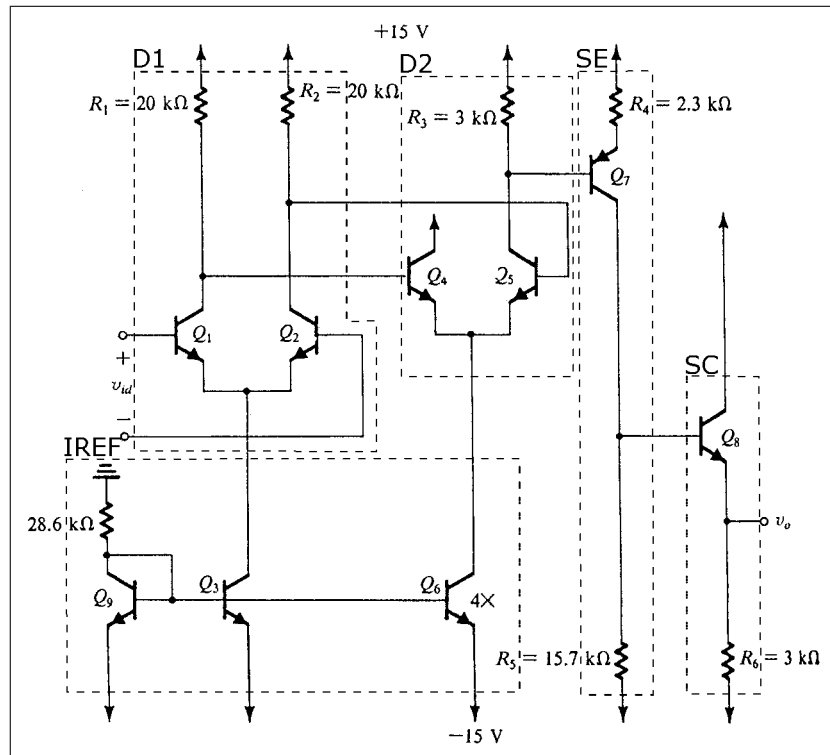 +15 V
D1
D2
SE
R₁ = 20 kΩ
R₂ = 20 kΩ
R₃ = 3 kΩ
R₄ = 2.3 kΩ
Q₇
Q₄
Q₅
Q₁
Q₂
+
v_id
−
SC
Q₈
IREF
28.6 kΩ
v_o
Q₉
Q₃
Q₆
4×
R₅ = 15.7 kΩ
R₆ = 3 kΩ
−15 V